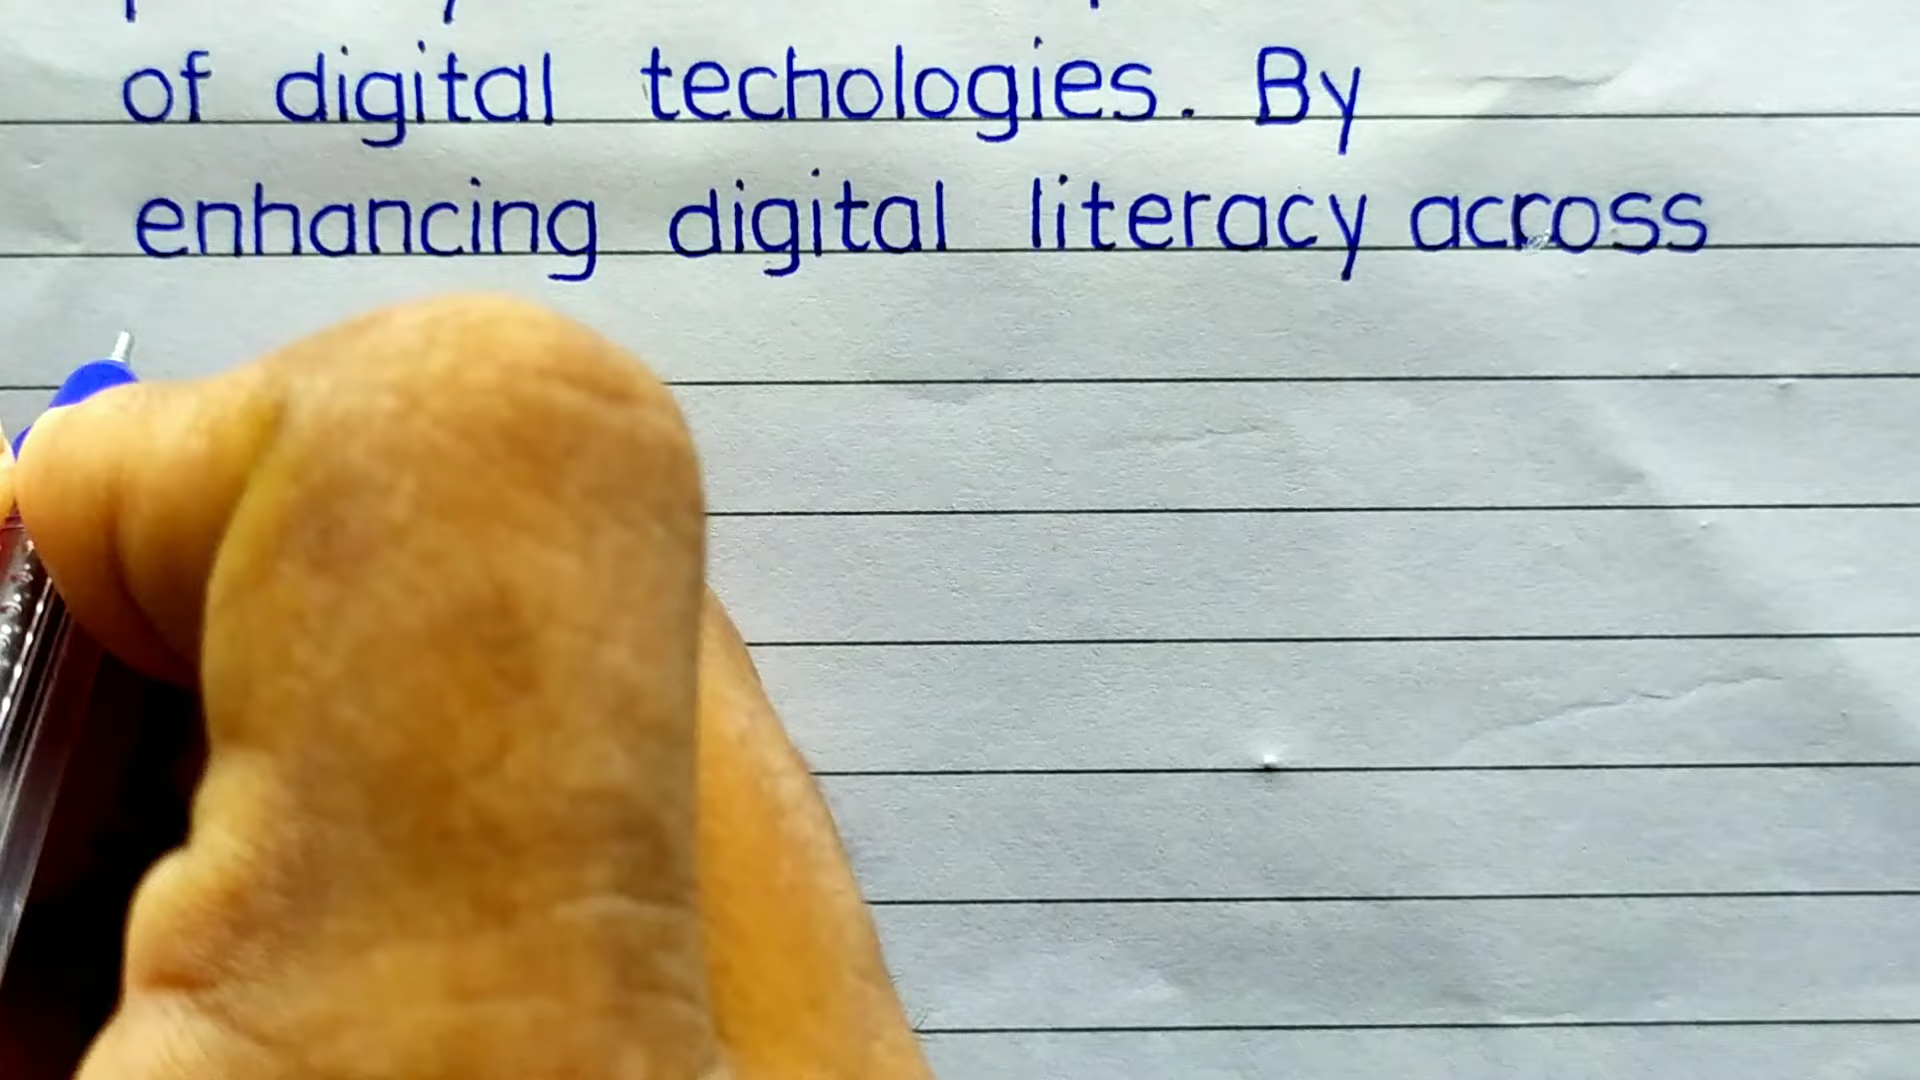 of digital techologies. By
enhancing digital literacy across